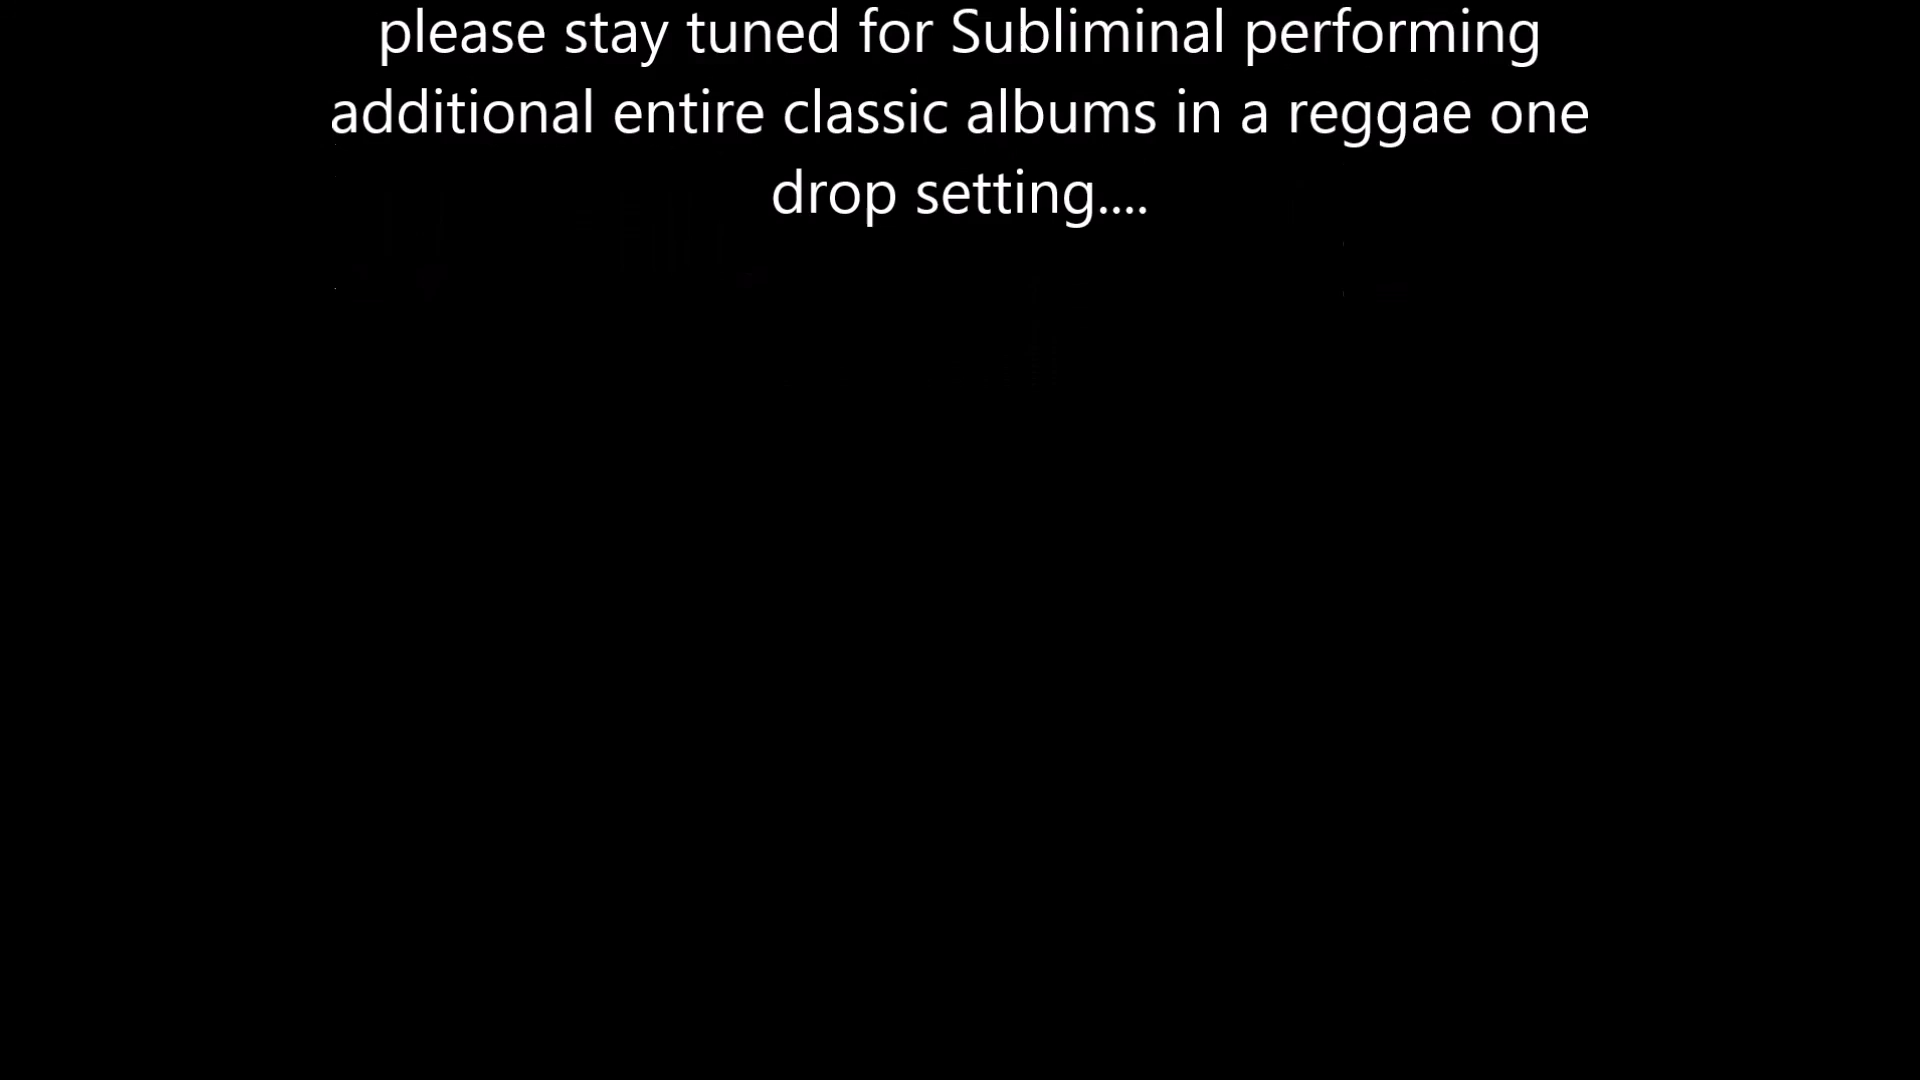 please stay tuned for Subliminal performing
additional entire classic albums in a reggae one
drop setting....